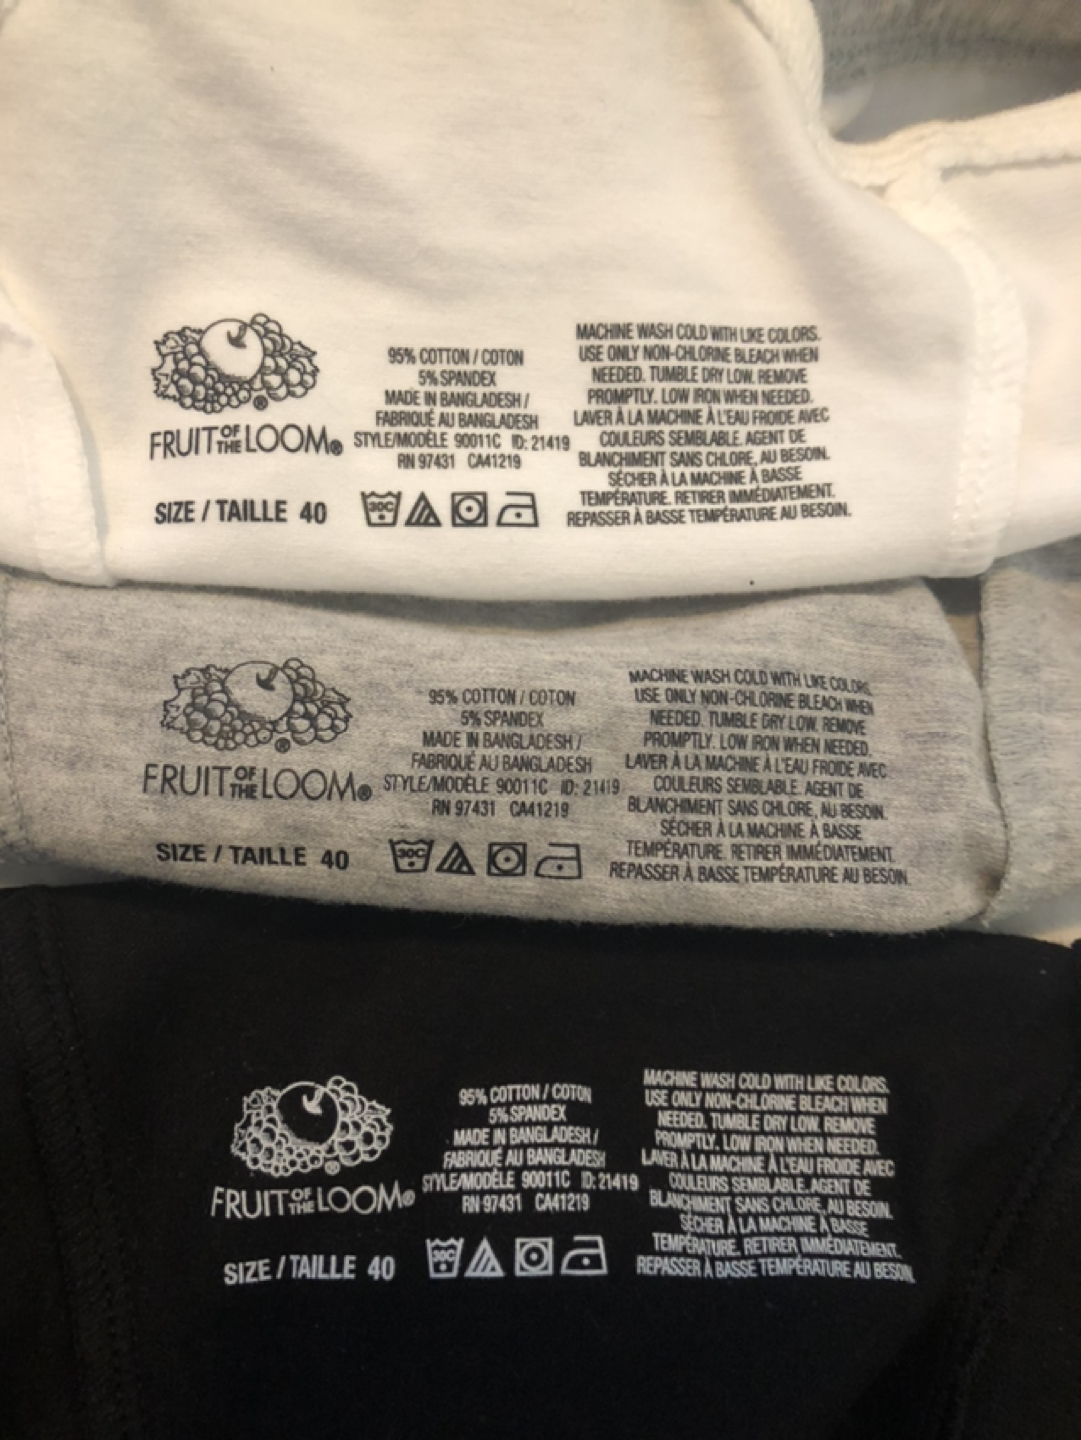 FRUIT OF THE LOOM®
SIZE / TAILLE 40
95% COTTON / COTON
5% SPANDEX
MADE IN BANGLADESH /
FABRIQUÉ AU BANGLADESH
STYLE/MODÈLE 90011C ID: 21419
RN 97431 CA41219
30C
MACHINE WASH COLD WITH LIKE COLORS.
USE ONLY NON-CHLORINE BLEACH WHEN
NEEDED. TUMBLE DRY LOW. REMOVE
PROMPTLY. LOW IRON WHEN NEEDED.
LAVER À LA MACHINE À L'EAU FROIDE AVEC
COULEURS SEMBLABLE. AGENT DE
BLANCHIMENT SANS CHLORE, AU BESOIN.
SÉCHER À LA MACHINE À BASSE
TEMPÉRATURE. RETIRER IMMÉDIATEMENT.
REPASSER À BASSE TEMPÉRATURE AU BESOIN.
FRUIT OF THE LOOM®
SIZE / TAILLE 40
95% COTTON / COTON
5% SPANDEX
MADE IN BANGLADESH /
FABRIQUÉ AU BANGLADESH
STYLE/MODÈLE 90011C ID: 21419
RN 97431 CA41219
30C
MACHINE WASH COLD WITH LIKE COLORS.
USE ONLY NON-CHLORINE BLEACH WHEN
NEEDED. TUMBLE DRY LOW. REMOVE
PROMPTLY. LOW IRON WHEN NEEDED.
LAVER À LA MACHINE À L'EAU FROIDE AVEC
COULEURS SEMBLABLE. AGENT DE
BLANCHIMENT SANS CHLORE, AU BESOIN.
SÉCHER À LA MACHINE À BASSE
TEMPÉRATURE. RETIRER IMMÉDIATEMENT.
REPASSER À BASSE TEMPÉRATURE AU BESOIN.
FRUIT OF THE LOOM®
SIZE / TAILLE 40
95% COTTON / COTON
5% SPANDEX
MADE IN BANGLADESH /
FABRIQUÉ AU BANGLADESH
STYLE/MODÈLE 90011C ID: 21419
RN 97431 CA41219
30C
MACHINE WASH COLD WITH LIKE COLORS.
USE ONLY NON-CHLORINE BLEACH WHEN
NEEDED. TUMBLE DRY LOW. REMOVE
PROMPTLY. LOW IRON WHEN NEEDED.
LAVER À LA MACHINE À L'EAU FROIDE AVEC
COULEURS SEMBLABLE. AGENT DE
BLANCHIMENT SANS CHLORE, AU BESOIN.
SÉCHER À LA MACHINE À BASSE
TEMPÉRATURE. RETIRER IMMÉDIATEMENT.
REPASSER À BASSE TEMPÉRATURE AU BESOIN.